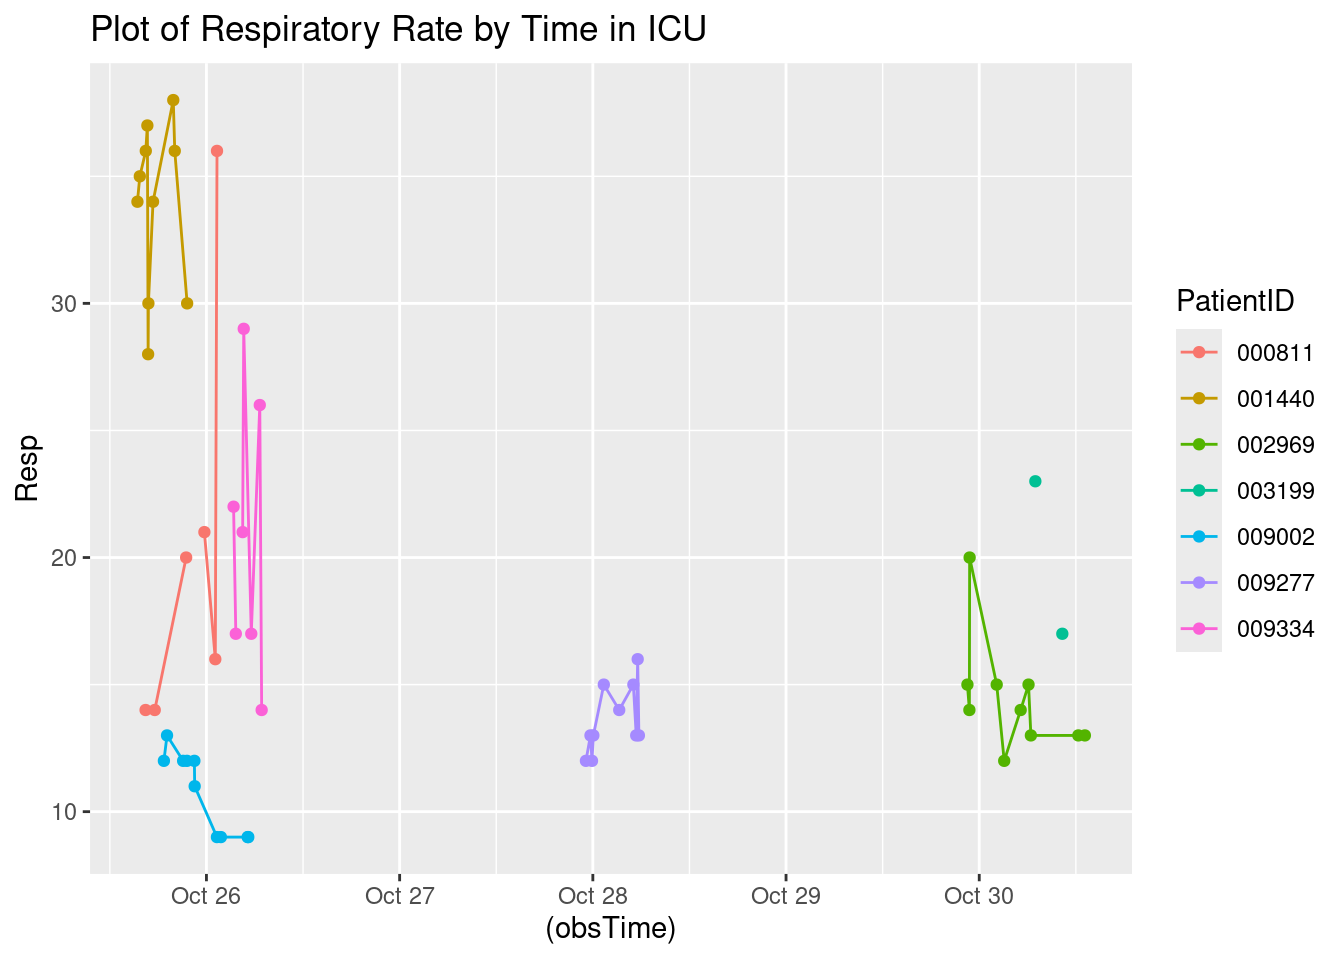 Plot of Respiratory Rate by Time in ICU
Resp
30
20
10
Oct 26
Oct 27
Oct 28
Oct 29
Oct 30
(obsTime)
PatientID
000811
001440
002969
003199
009002
009277
009334